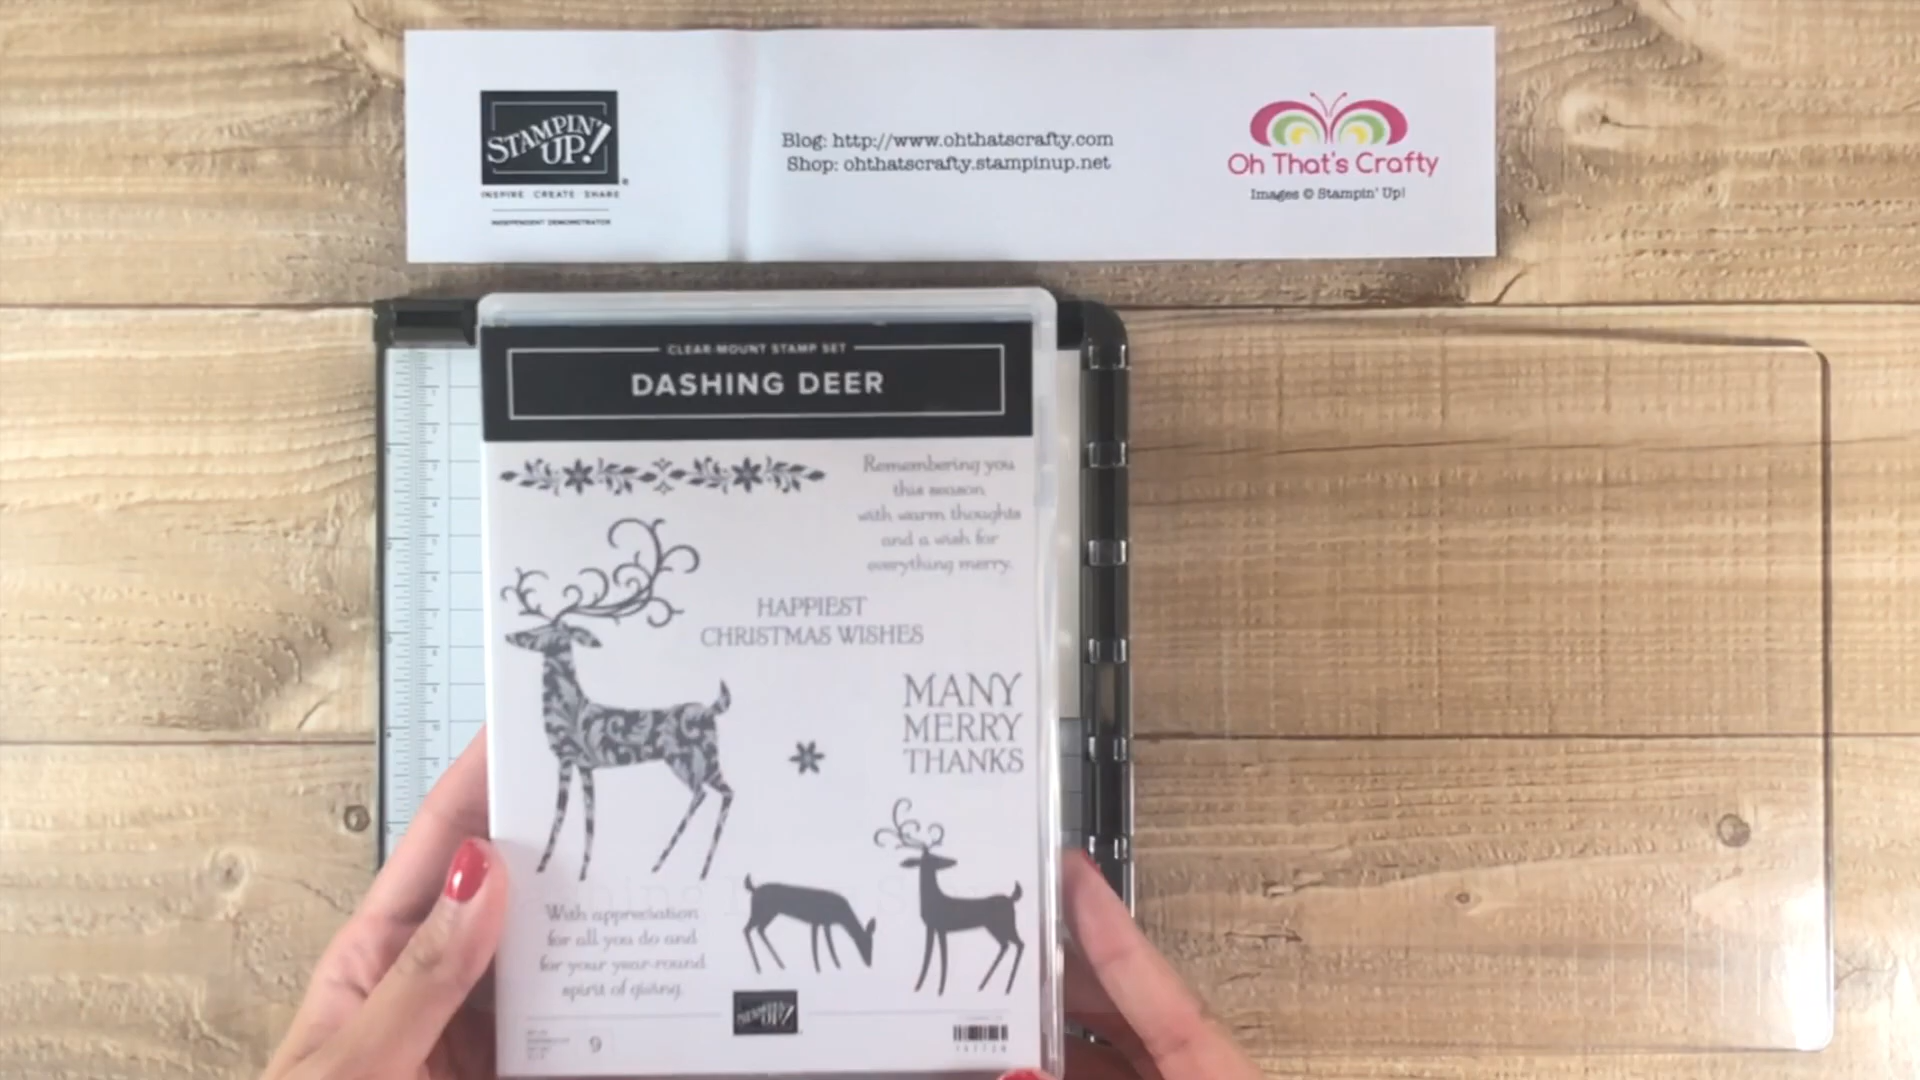 STAMPIN' UP!
INSPIRE CREATE SHARE
INDEPENDENT DEMONSTRATOR
Blog: http://www.ohthatscrafty.com
Shop: ohthatscrafty.stampinup.net
Oh That's Crafty
Images © Stampin' Up!
CLEAR-MOUNT STAMP SET
DASHING DEER
Remembering you
this season
with warm thoughts
and a wish for
everything merry.
HAPPIEST
CHRISTMAS WISHES
MANY
MERRY
THANKS
With appreciation
for all you do and
for your year-round
spirit of giving.
STAMPIN' UP!
9